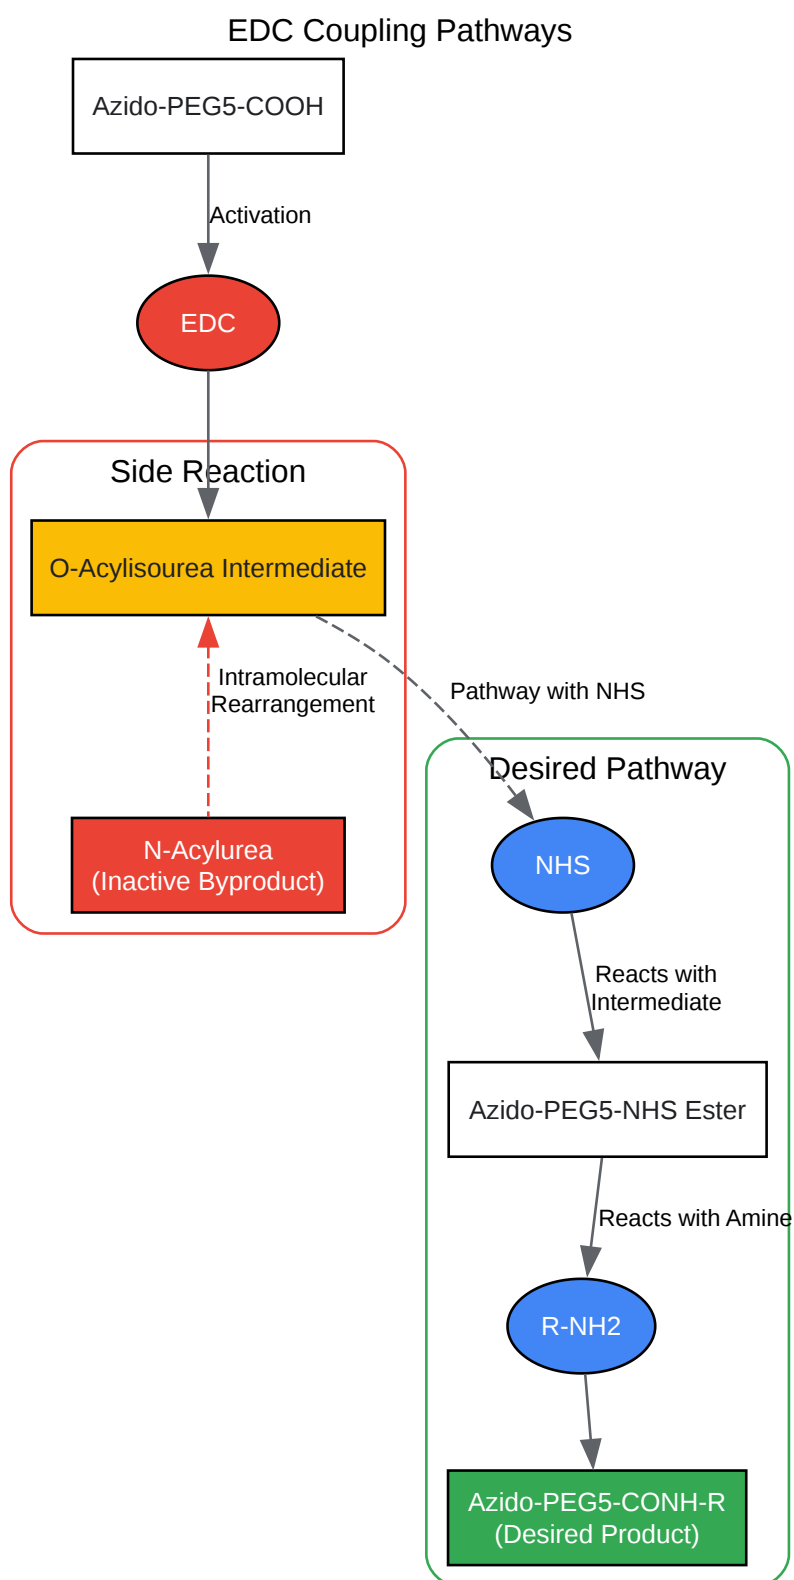 EDC Coupling Pathways
Azido-PEG5-COOH
Activation
EDC
Side Reaction
O-Acylisourea Intermediate
Intramolecular
Rearrangement
Pathway with NHS
Desired Pathway
N-Acylurea
(Inactive Byproduct)
NHS
Reacts with
Intermediate
Azido-PEG5-NHS Ester
Reacts with Amine
R-NH2
Azido-PEG5-CONH-R
(Desired Product)